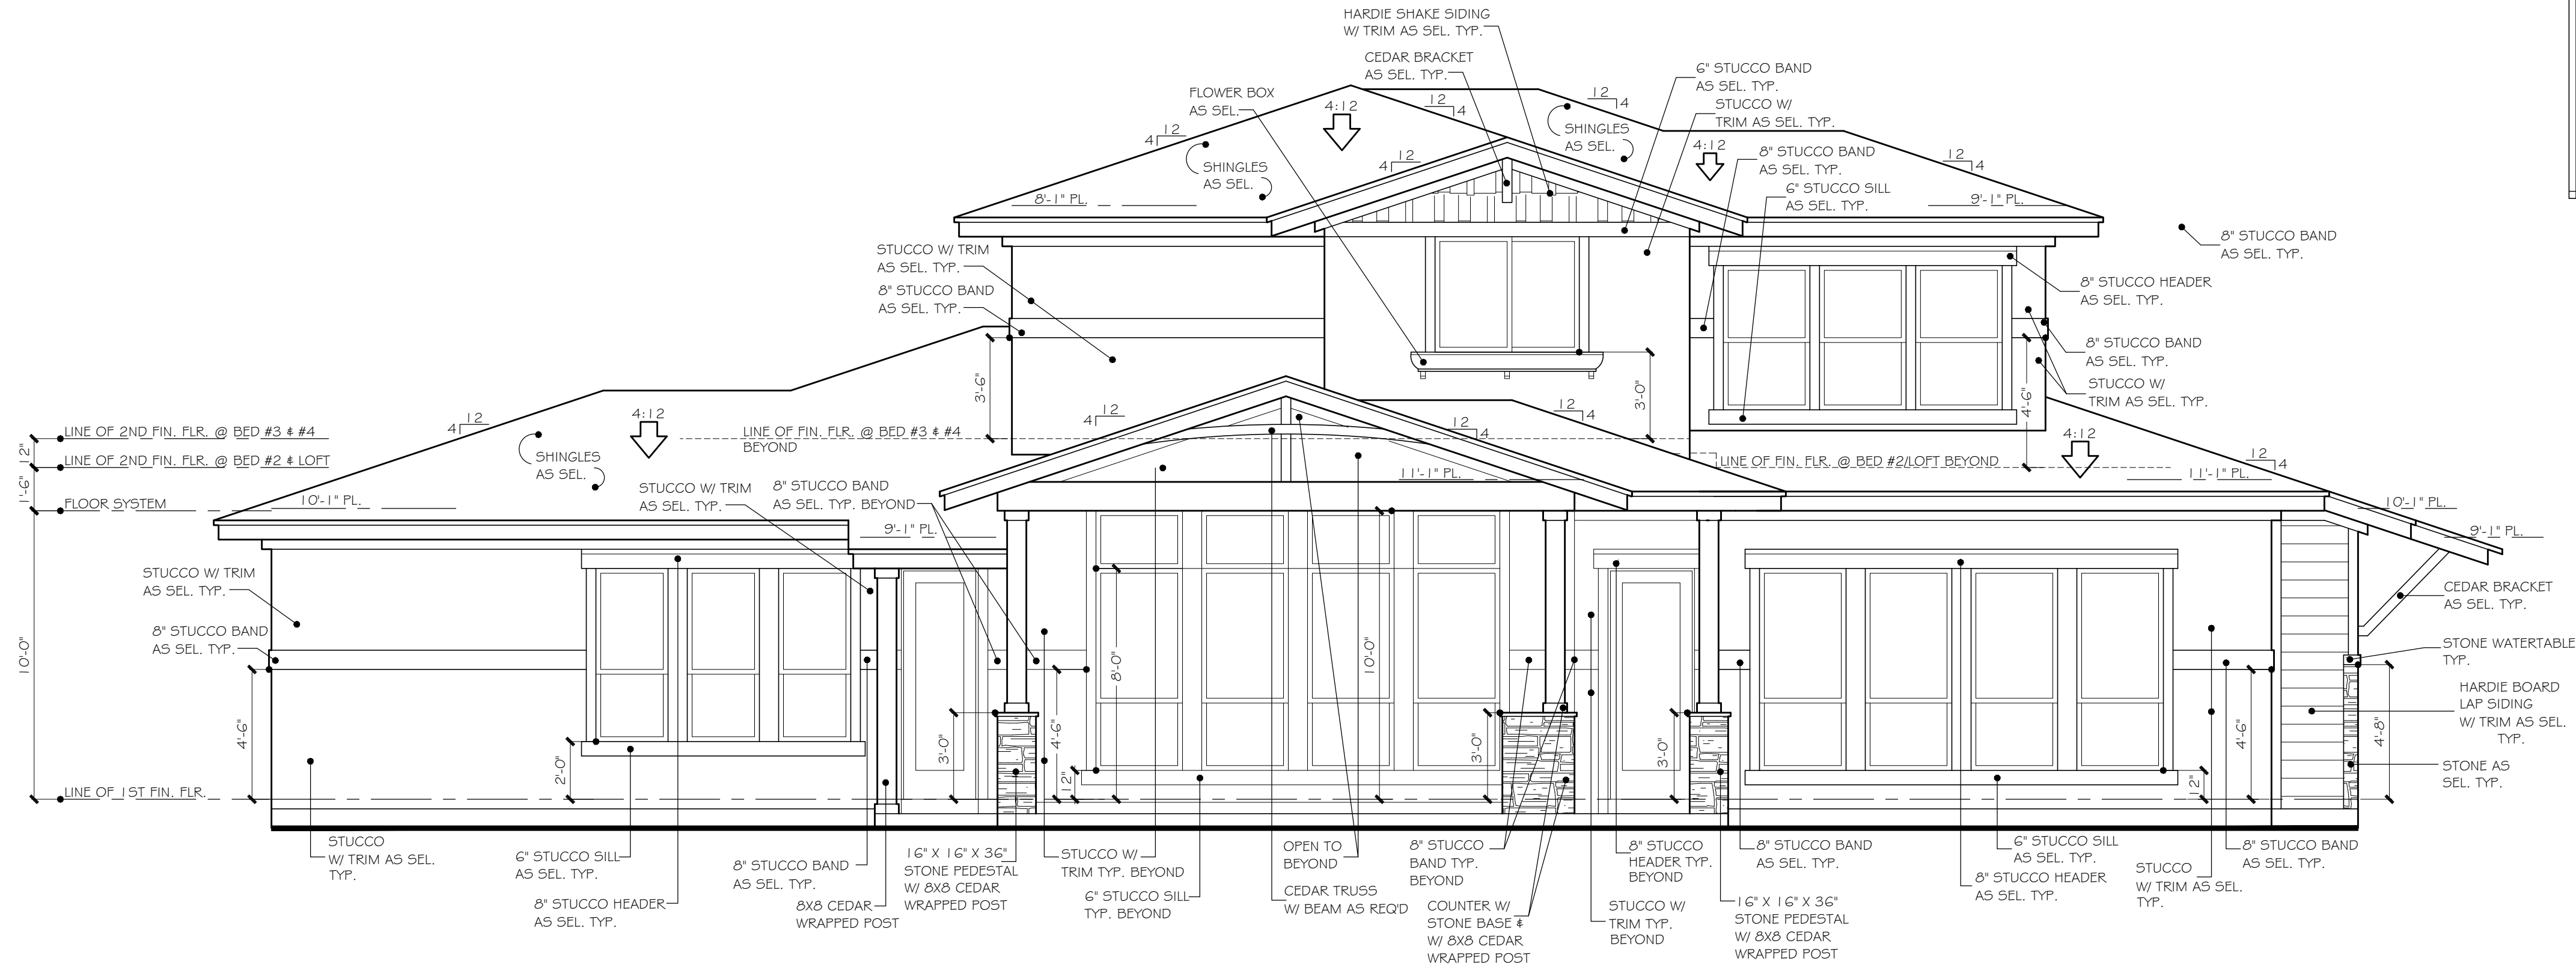 HARDIE SHAKE SIDING
W/ TRIM AS SEL. TYP.
CEDAR BRACKET
AS SEL. TYP.
FLOWER BOX
AS SEL.
6" STUCCO BAND
AS SEL. TYP.
STUCCO W/
TRIM AS SEL. TYP.
8" STUCCO BAND
AS SEL. TYP.
6" STUCCO SILL
AS SEL. TYP.
4:12
12
4
12
4
12
4
12
4
12
4
4:12
SHINGLES
AS SEL.
SHINGLES
AS SEL.
8'-1" PL.
9'-1" PL.
8" STUCCO BAND
AS SEL. TYP.
8" STUCCO HEADER
AS SEL. TYP.
8" STUCCO BAND
AS SEL. TYP.
STUCCO W/
TRIM AS SEL. TYP.
STUCCO W/ TRIM
AS SEL. TYP.
8" STUCCO BAND
AS SEL. TYP.
3'-6"
3'-0"
4'-6"
12
4
4:12
12
4
12
4
12
4
4:12
12
4
LINE OF 2ND FIN. FLR. @ BED #3 & #4
12"
LINE OF 2ND FIN. FLR. @ BED #2 & LOFT
1'-6"
FLOOR SYSTEM
10'-0"
LINE OF 1ST FIN. FLR.
LINE OF FIN. FLR. @ BED #3 & #4
BEYOND
LINE OF FIN. FLR. @ BED #2/LOFT BEYOND
SHINGLES
AS SEL.
10'-1" PL.
STUCCO W/ TRIM
AS SEL. TYP.
8" STUCCO BAND
AS SEL. TYP. BEYOND
9'-1" PL.
11'-1" PL.
11'-1" PL.
10'-1" PL.
9'-1" PL.
STUCCO W/ TRIM
AS SEL. TYP.
8" STUCCO BAND
AS SEL. TYP.
4'-6"
2'-0"
3'-0"
4'-6"
12"
8'-0"
10'-0"
3'-0"
3'-0"
12"
4'-6"
4'-8"
CEDAR BRACKET
AS SEL. TYP.
STONE WATERTABLE
TYP.
HARDIE BOARD
LAP SIDING
W/ TRIM AS SEL.
TYP.
STONE AS
SEL. TYP.
STUCCO
W/ TRIM AS SEL.
TYP.
6" STUCCO SILL
AS SEL. TYP.
8" STUCCO HEADER
AS SEL. TYP.
8" STUCCO BAND
AS SEL. TYP.
8X8 CEDAR
WRAPPED POST
16" X 16" X 36"
STONE PEDESTAL
W/ 8X8 CEDAR
WRAPPED POST
STUCCO W/
TRIM TYP. BEYOND
6" STUCCO SILL
TYP. BEYOND
OPEN TO
BEYOND
CEDAR TRUSS
W/ BEAM AS REQ'D
8" STUCCO
BAND TYP.
BEYOND
COUNTER W/
STONE BASE &
W/ 8X8 CEDAR
WRAPPED POST
8" STUCCO
HEADER TYP.
BEYOND
STUCCO W/
TRIM TYP.
BEYOND
8" STUCCO BAND
AS SEL. TYP.
16" X 16" X 36"
STONE PEDESTAL
W/ 8X8 CEDAR
WRAPPED POST
6" STUCCO SILL
AS SEL. TYP.
8" STUCCO HEADER
AS SEL. TYP.
STUCCO
W/ TRIM AS SEL.
TYP.
8" STUCCO BAND
AS SEL. TYP.